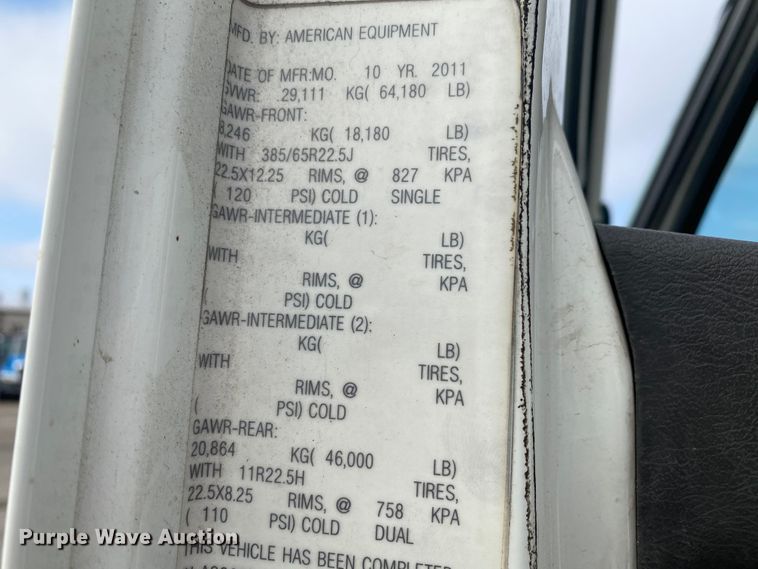 MFD. BY: AMERICAN EQUIPMENT
DATE OF MFR:MO. 10 YR. 2011
GVWR: 29,111 KG( 64,180 LB)
GAWR-FRONT:
8,246 KG( 18,180 LB)
WITH 385/65R22.5J TIRES,
22.5X12.25 RIMS, @ 827 KPA
( 120 PSI) COLD SINGLE
GAWR-INTERMEDIATE (1):
KG( LB)
WITH TIRES,
RIMS, @ KPA
( PSI) COLD
GAWR-INTERMEDIATE (2):
KG( LB)
WITH TIRES,
RIMS, @ KPA
( PSI) COLD
GAWR-REAR:
20,864 KG( 46,000 LB)
WITH 11R22.5H TIRES,
22.5X8.25 RIMS, @ 758 KPA
( 110 PSI) COLD DUAL
THIS VEHICLE HAS BEEN COMPLETED
Purple Wave Auction